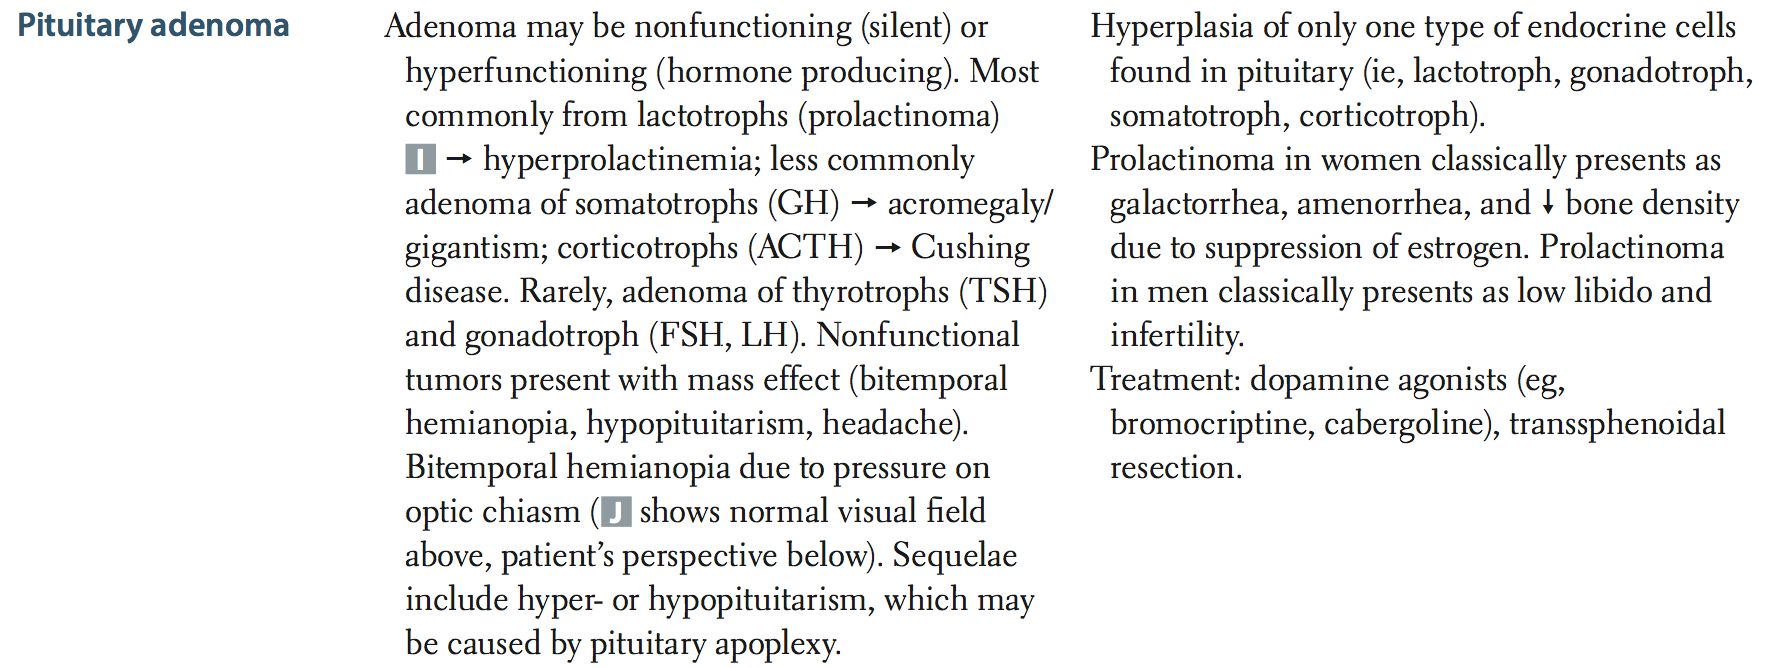 Pituitary adenoma
Adenoma may be nonfunctioning (silent) or
hyperfunctioning (hormone producing). Most
commonly from lactotrophs (prolactinoma)
I → hyperprolactinemia; less commonly
adenoma of somatotrophs (GH) → acromegaly/
gigantism; corticotrophs (ACTH) → Cushing
disease. Rarely, adenoma of thyrotrophs (TSH)
and gonadotroph (FSH, LH). Nonfunctional
tumors present with mass effect (bitemporal
hemianopia, hypopituitarism, headache).
Bitemporal hemianopia due to pressure on
optic chiasm (J shows normal visual field
above, patient’s perspective below). Sequelae
include hyper- or hypopituitarism, which may
be caused by pituitary apoplexy.
Hyperplasia of only one type of endocrine cells
found in pituitary (ie, lactotroph, gonadotroph,
somatotroph, corticotroph).
Prolactinoma in women classically presents as
galactorrhea, amenorrhea, and ↓ bone density
due to suppression of estrogen. Prolactinoma
in men classically presents as low libido and
infertility.
Treatment: dopamine agonists (eg,
bromocriptine, cabergoline), transsphenoidal
resection.